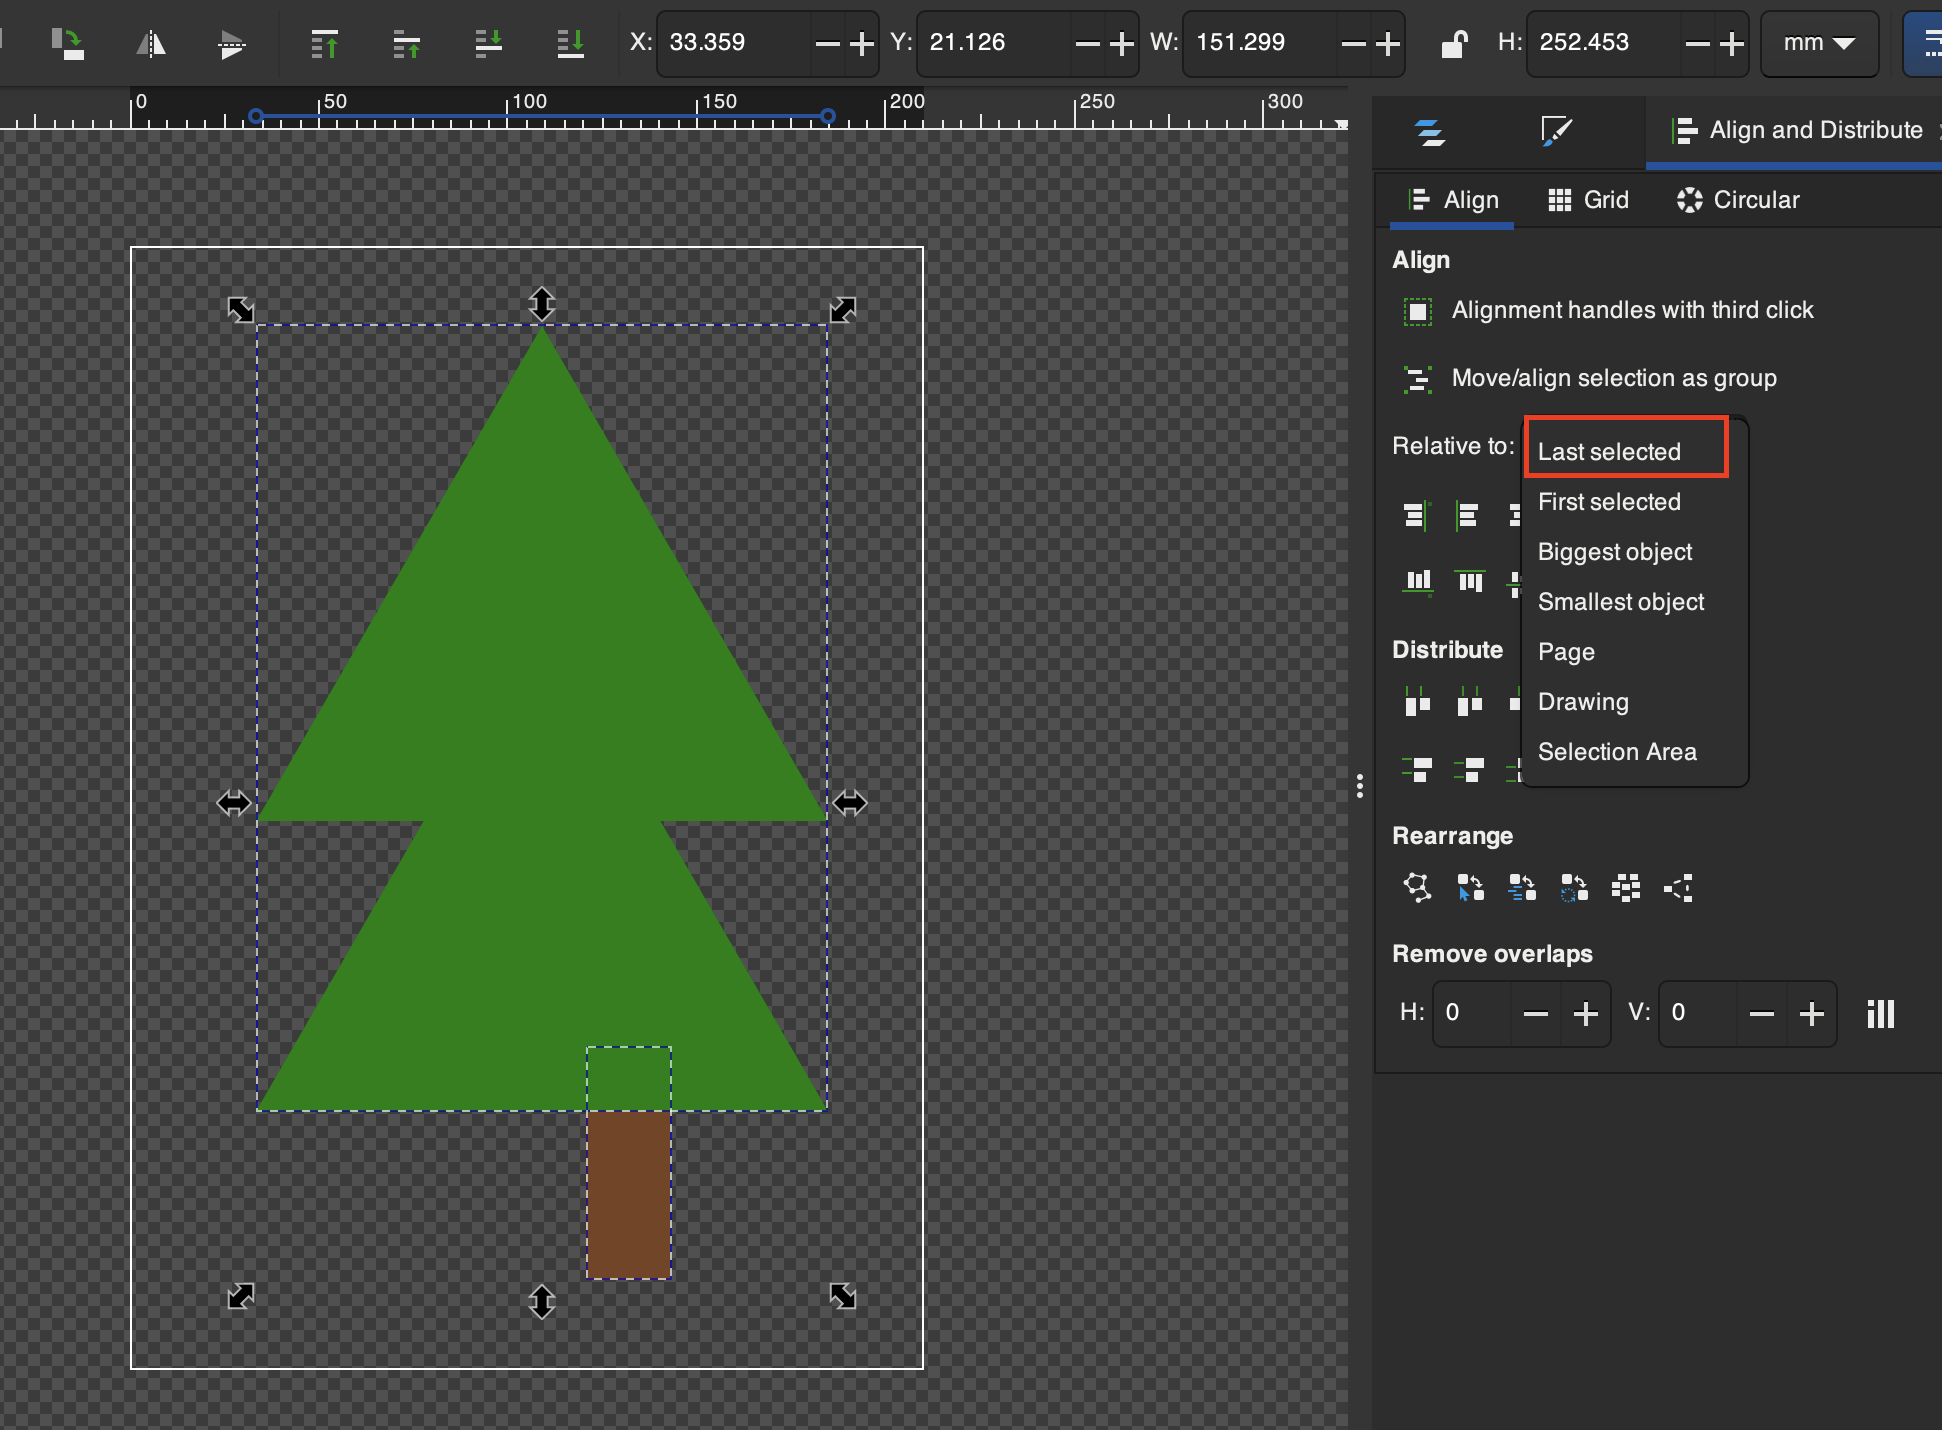 X: 33.359 Y: 21.126 W: 151.299 H: 252.453 mm
0 50 100 150 200 250 300
Align and Distribute
Align Grid Circular
Align
Alignment handles with third click
Move/align selection as group
Relative to:
Last selected
First selected
Biggest object
Smallest object
Page
Drawing
Selection Area
Distribute
Rearrange
Remove overlaps
H: 0 V: 0